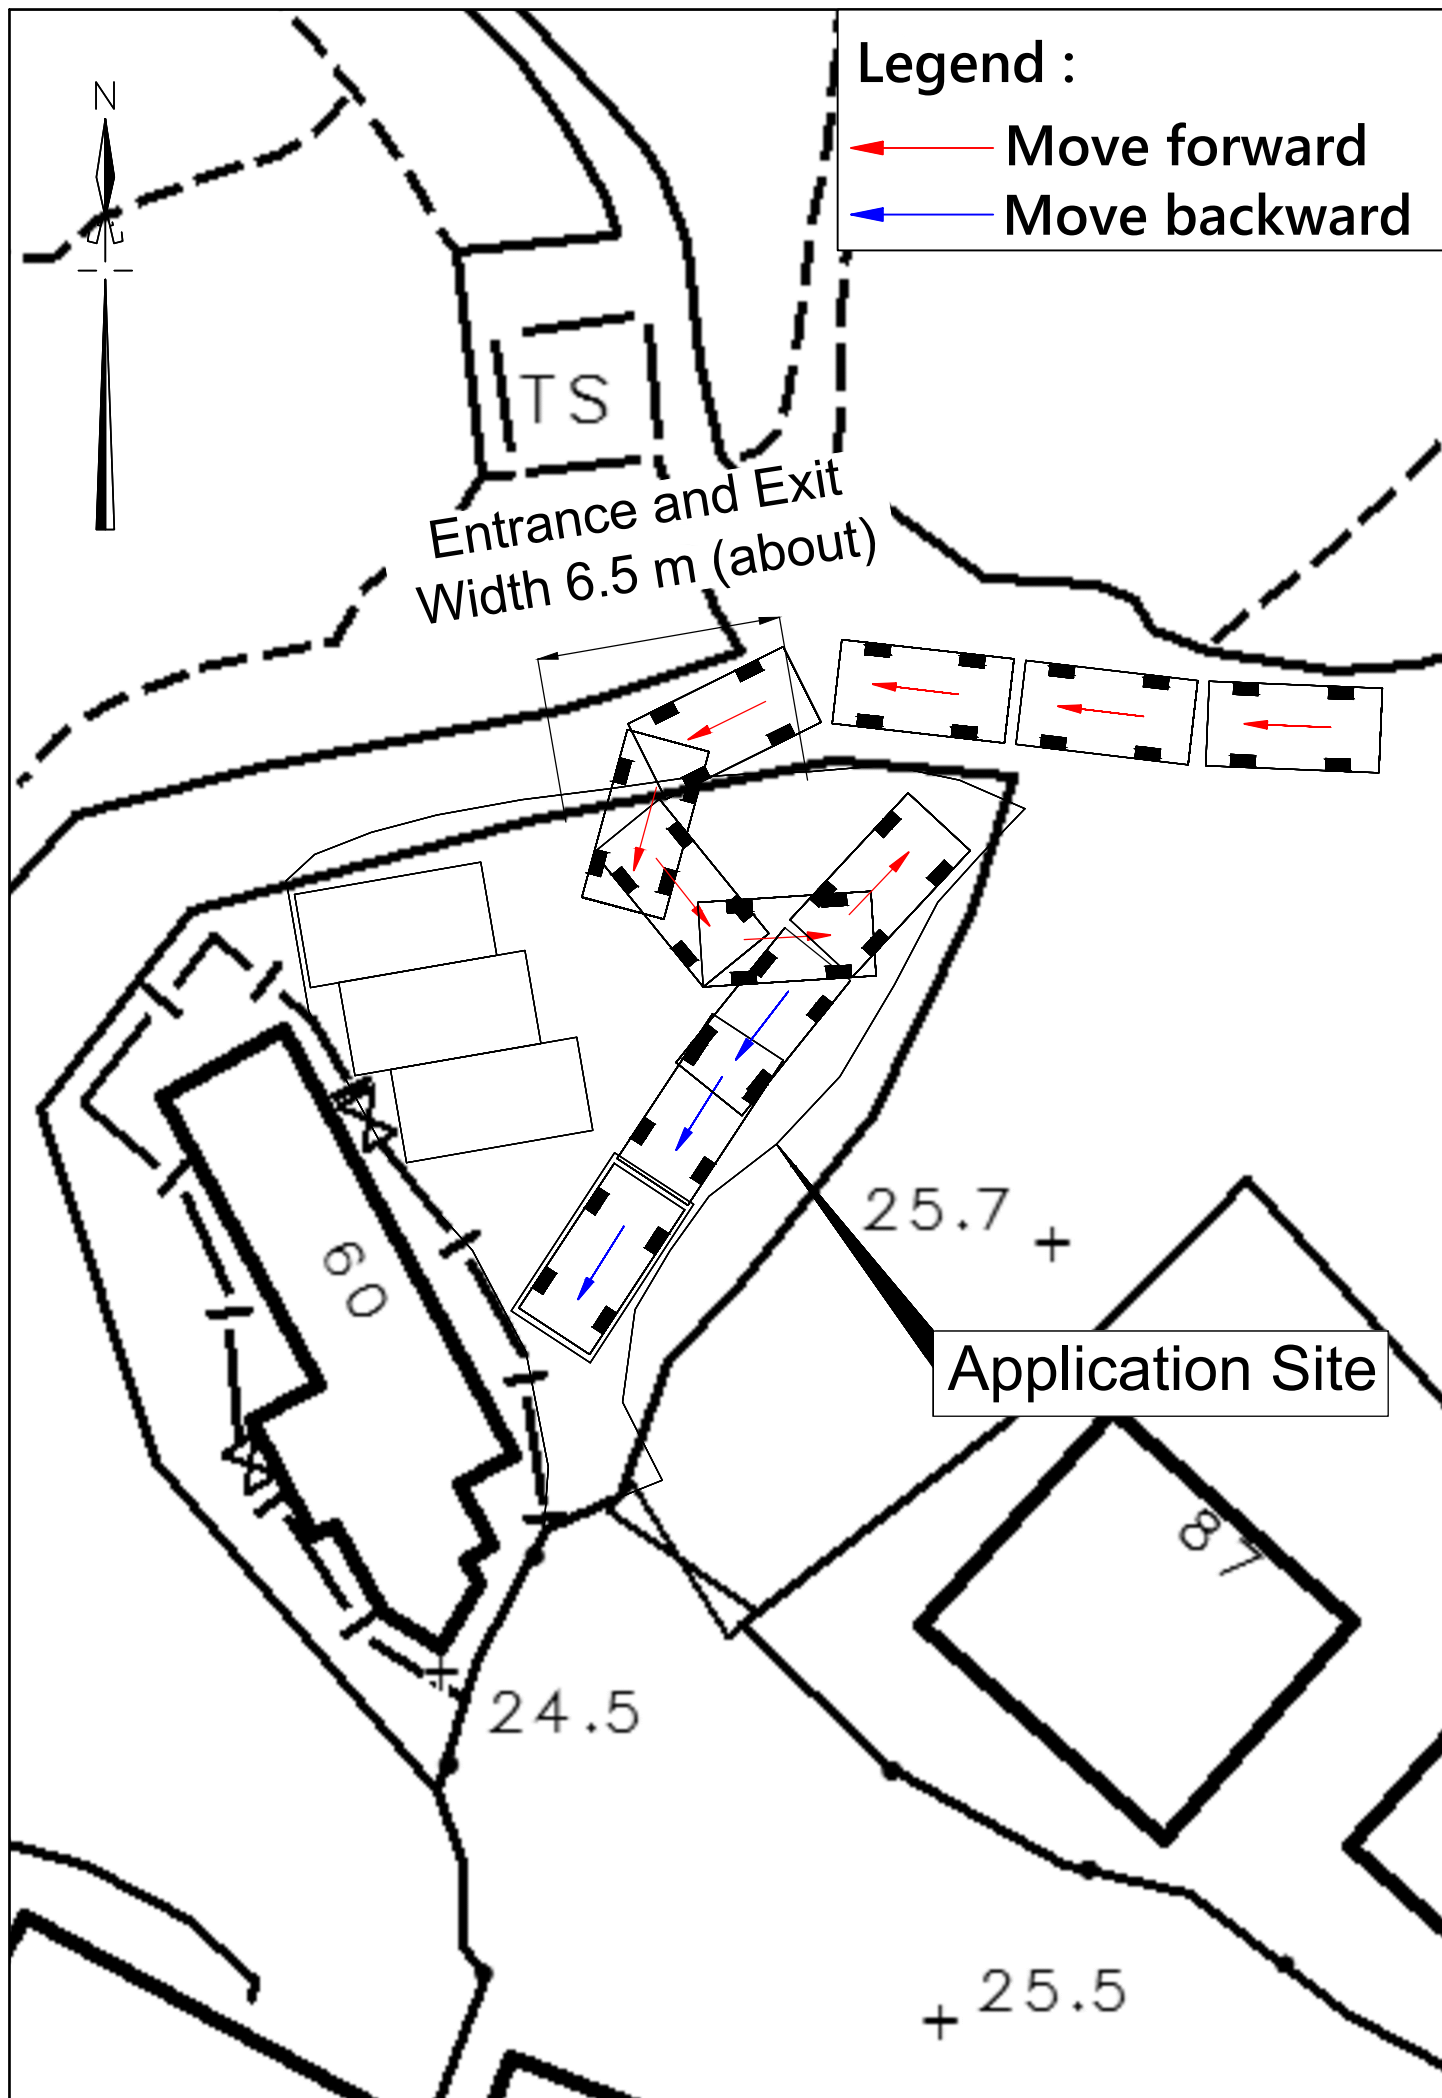 N
Legend :
Move forward
Move backward
TS
Entrance and Exit
Width 6.5 m (about)
25.7
60
Application Site
87
24.5
25.5